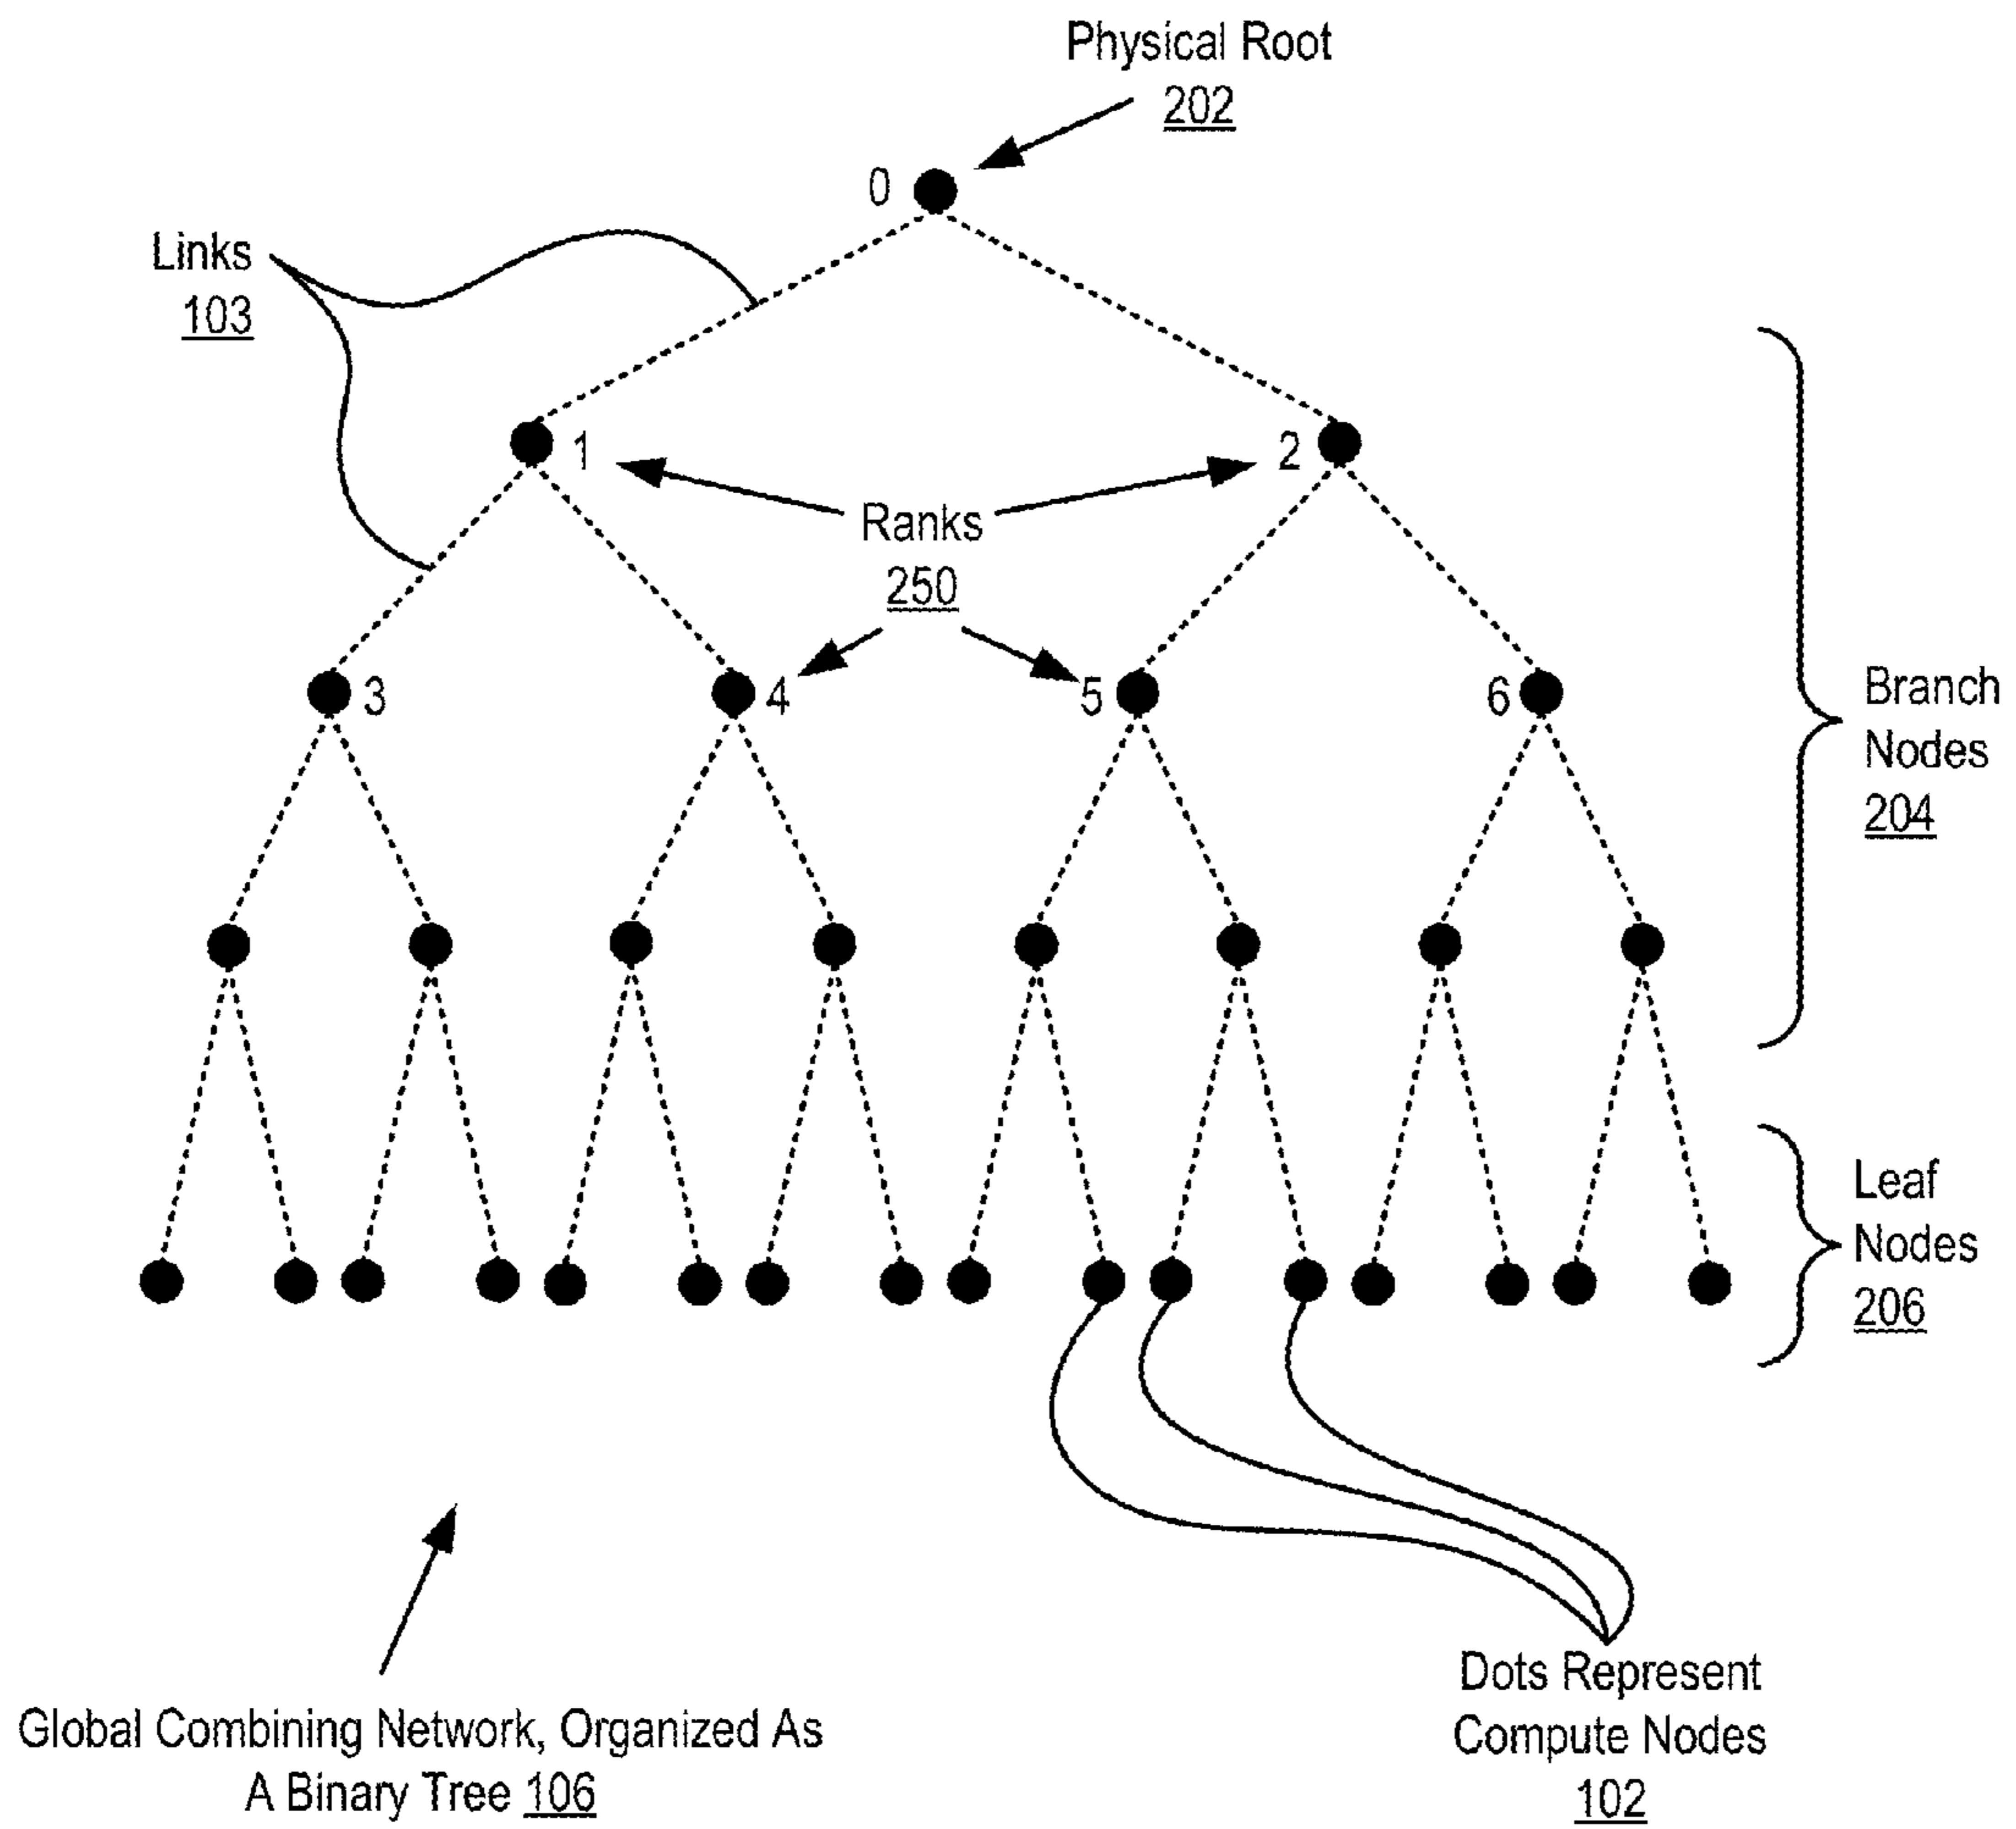 Physical Root
202
0
Links
103
1
2
Ranks
250
3
4
5
6
Branch
Nodes
204
Leaf
Nodes
206
Global Combining Network, Organized As
A Binary Tree 106
Dots Represent
Compute Nodes
102